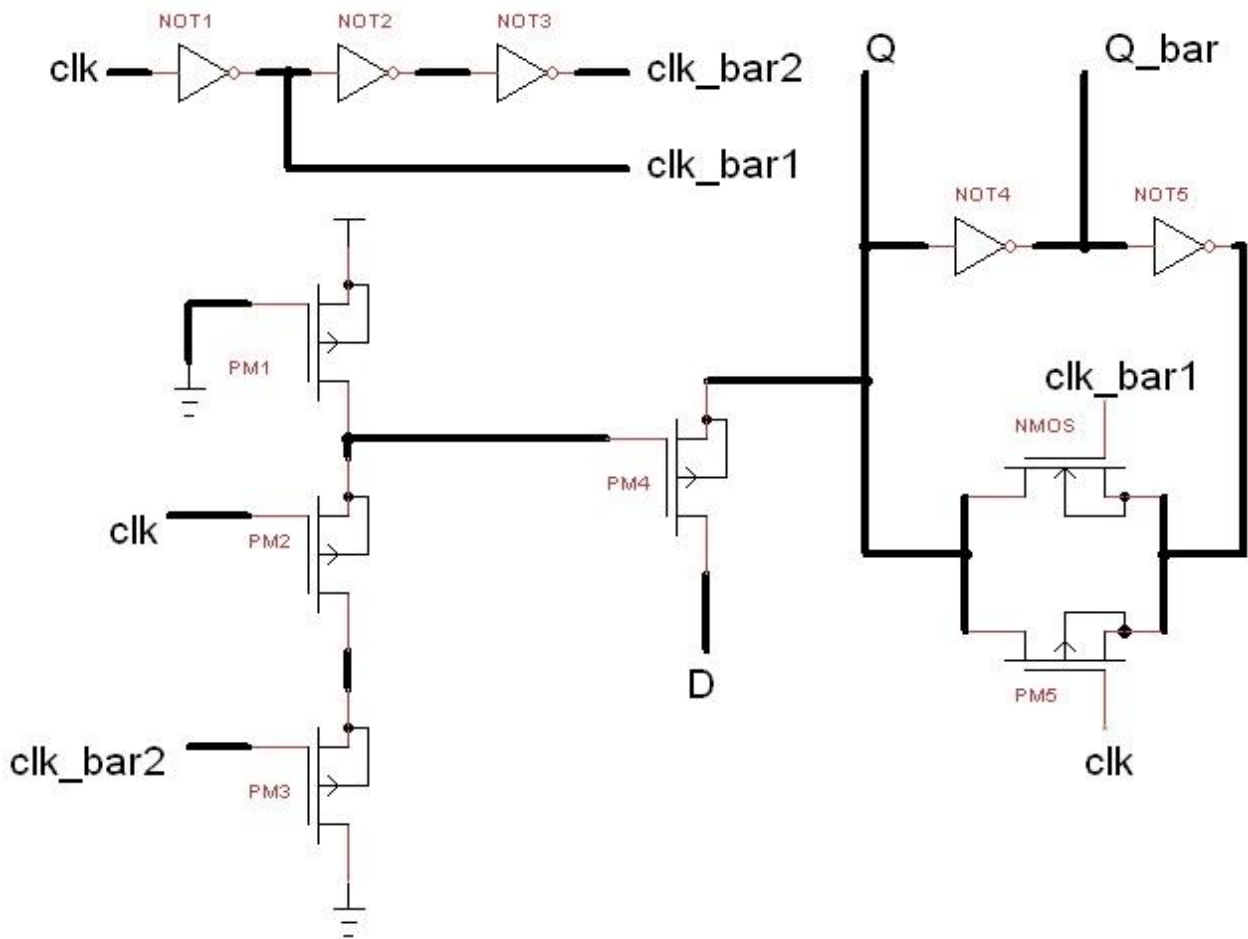 NOT1
NOT2
NOT3
clk
clk_bar2
clk_bar1
Q
Q_bar
NOT4
NOT5
PM1
clk
PM2
PM4
D
clk_bar1
NMOS
PM5
clk
clk_bar2
PM3